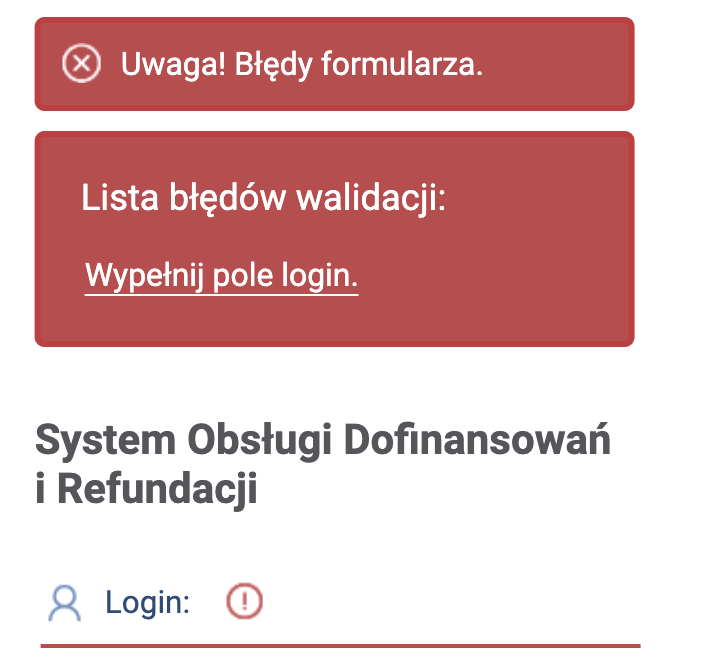 Uwaga! Błędy formularza.
Lista błędów walidacji:
Wypełnij pole login.
System Obsługi Dofinansowań
i Refundacji
Login: